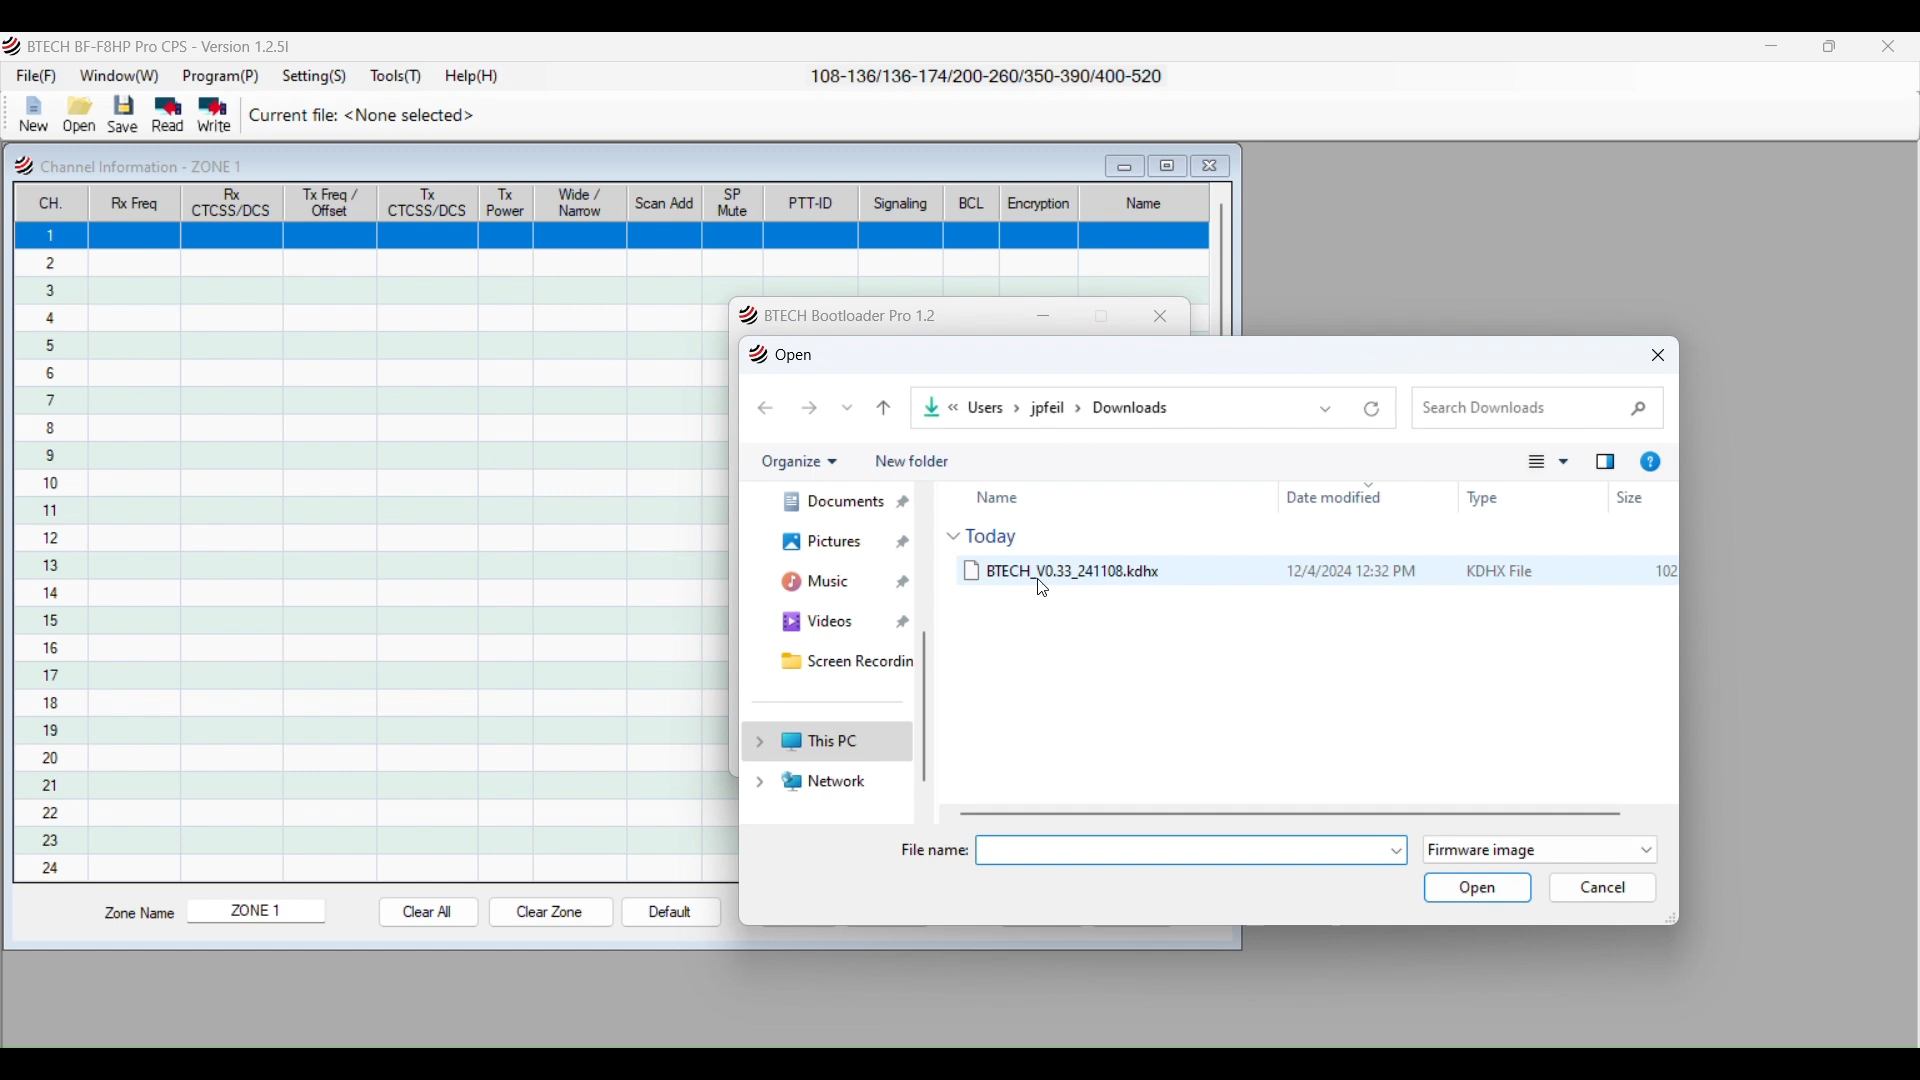 BTECH BF-F8HP Pro CPS - Version 1.2.5I
File(F) Window(W) Program(P) Setting(S) Tools(T) Help(H) 108-136/136-174/200-260/350-390/400-520
New Open Save Read Write Current file: <None selected>
Channel Information - ZONE 1
CH. Rx Freq Rx CTCSS/DCS Tx Freq / Offset Tx CTCSS/DCS Tx Power Wide / Narrow Scan Add SP Mute PTT-ID Signaling BCL Encryption Name
1
2
3
4
5
6
7
8
9
10
11
12
13
14
15
16
17
18
19
20
21
22
23
24
Zone Name ZONE 1 Clear All Clear Zone Default
BTECH Bootloader Pro 1.2
Open
« Users › jpfeil › Downloads
Search Downloads
Organize New folder
Documents
Pictures
Music
Videos
Screen Recordin
This PC
Network
Name Date modified Type Size
Today
BTECH_V0.33_241108.kdhx 12/4/2024 12:32 PM KDHX File 102
File name: Firmware image
Open Cancel